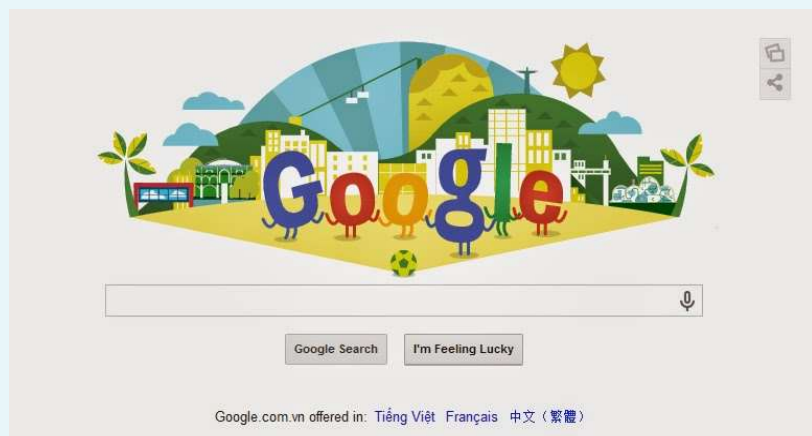 Google
Google Search I'm Feeling Lucky
Google.com.vn offered in: Tiếng Việt Français 中文（繁體）